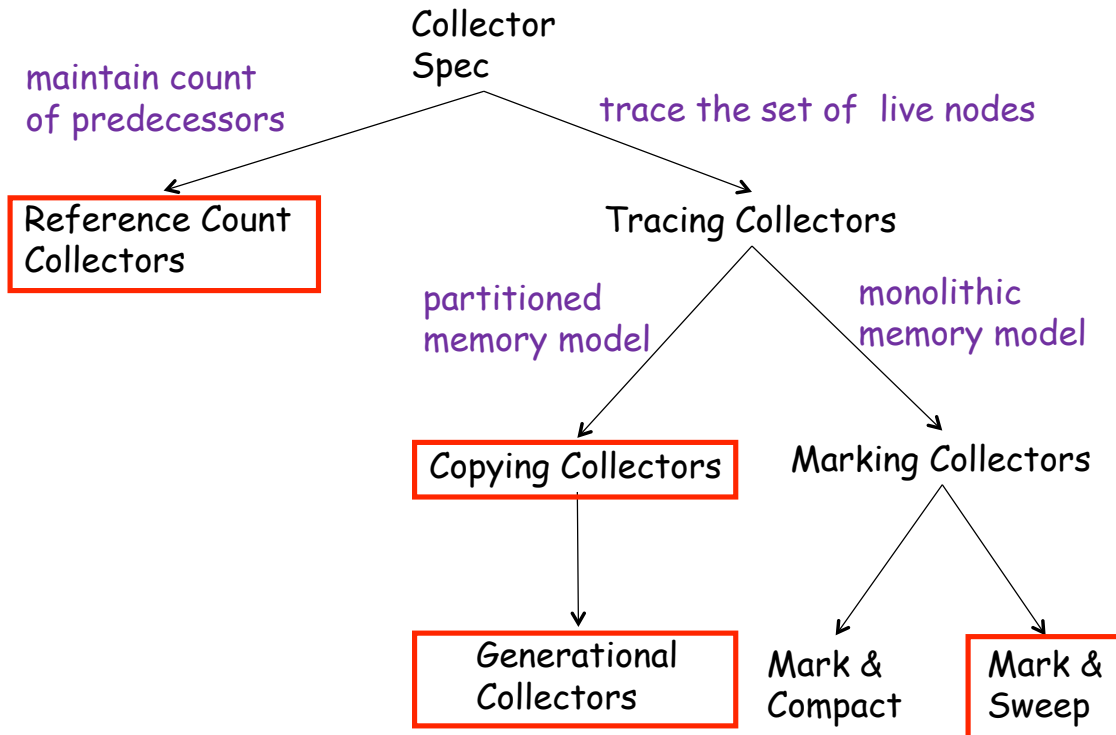 Collector
Spec
maintain count
of predecessors
trace the set of live nodes
Reference Count
Collectors
Tracing Collectors
partitioned
memory model
monolithic
memory model
Copying Collectors
Marking Collectors
Generational
Collectors
Mark &
Compact
Mark &
Sweep